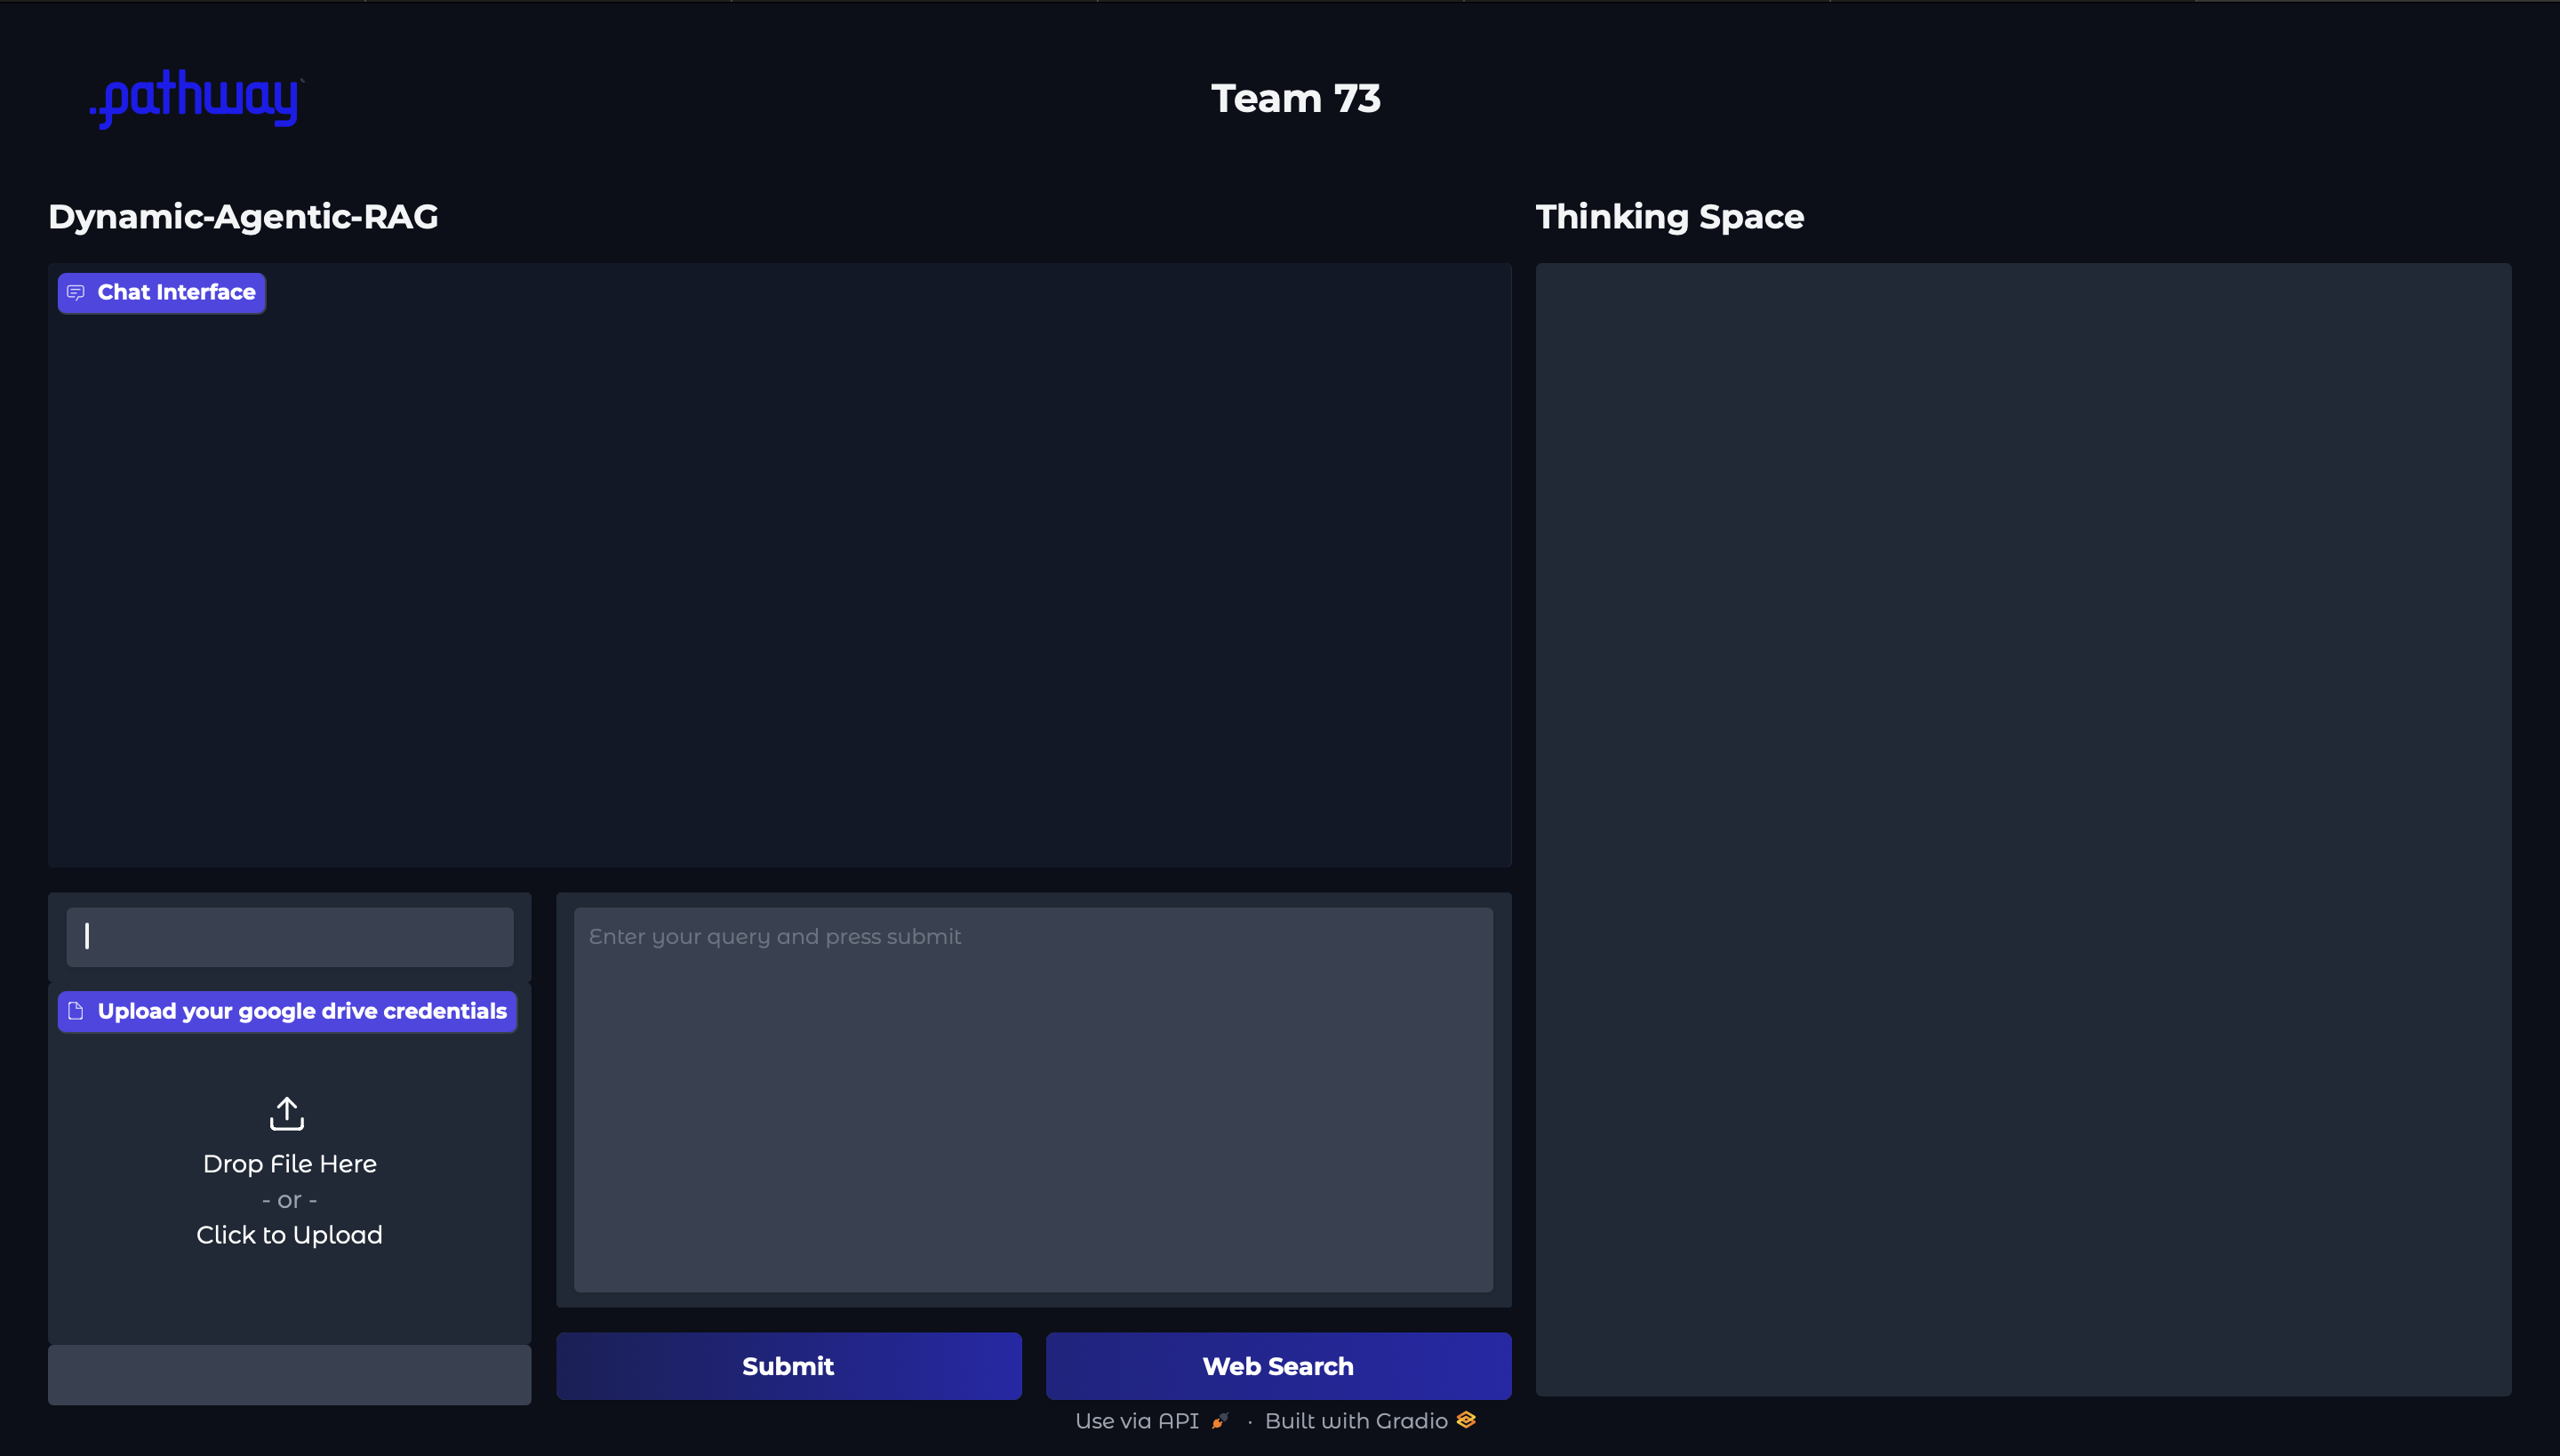 pathway
Team 73
Dynamic-Agentic-RAG
Thinking Space
Chat Interface
Enter your query and press submit
Upload your google drive credentials
Drop File Here
- or -
Click to Upload
Submit
Web Search
Use via API · Built with Gradio